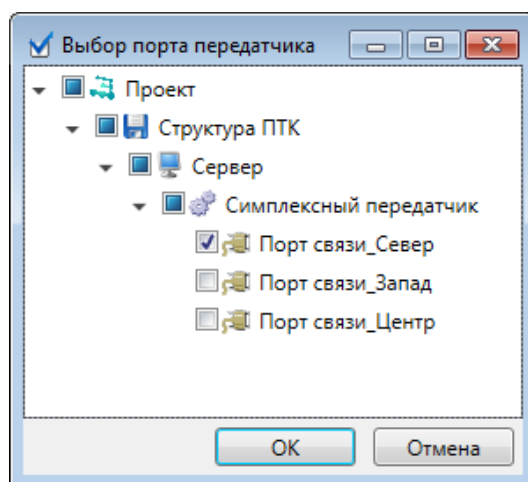 Выбор порта передатчика
Проект
Структура ПТК
Сервер
Симплексный передатчик
Порт связи_Север
Порт связи_Запад
Порт связи_Центр
OK
Отмена